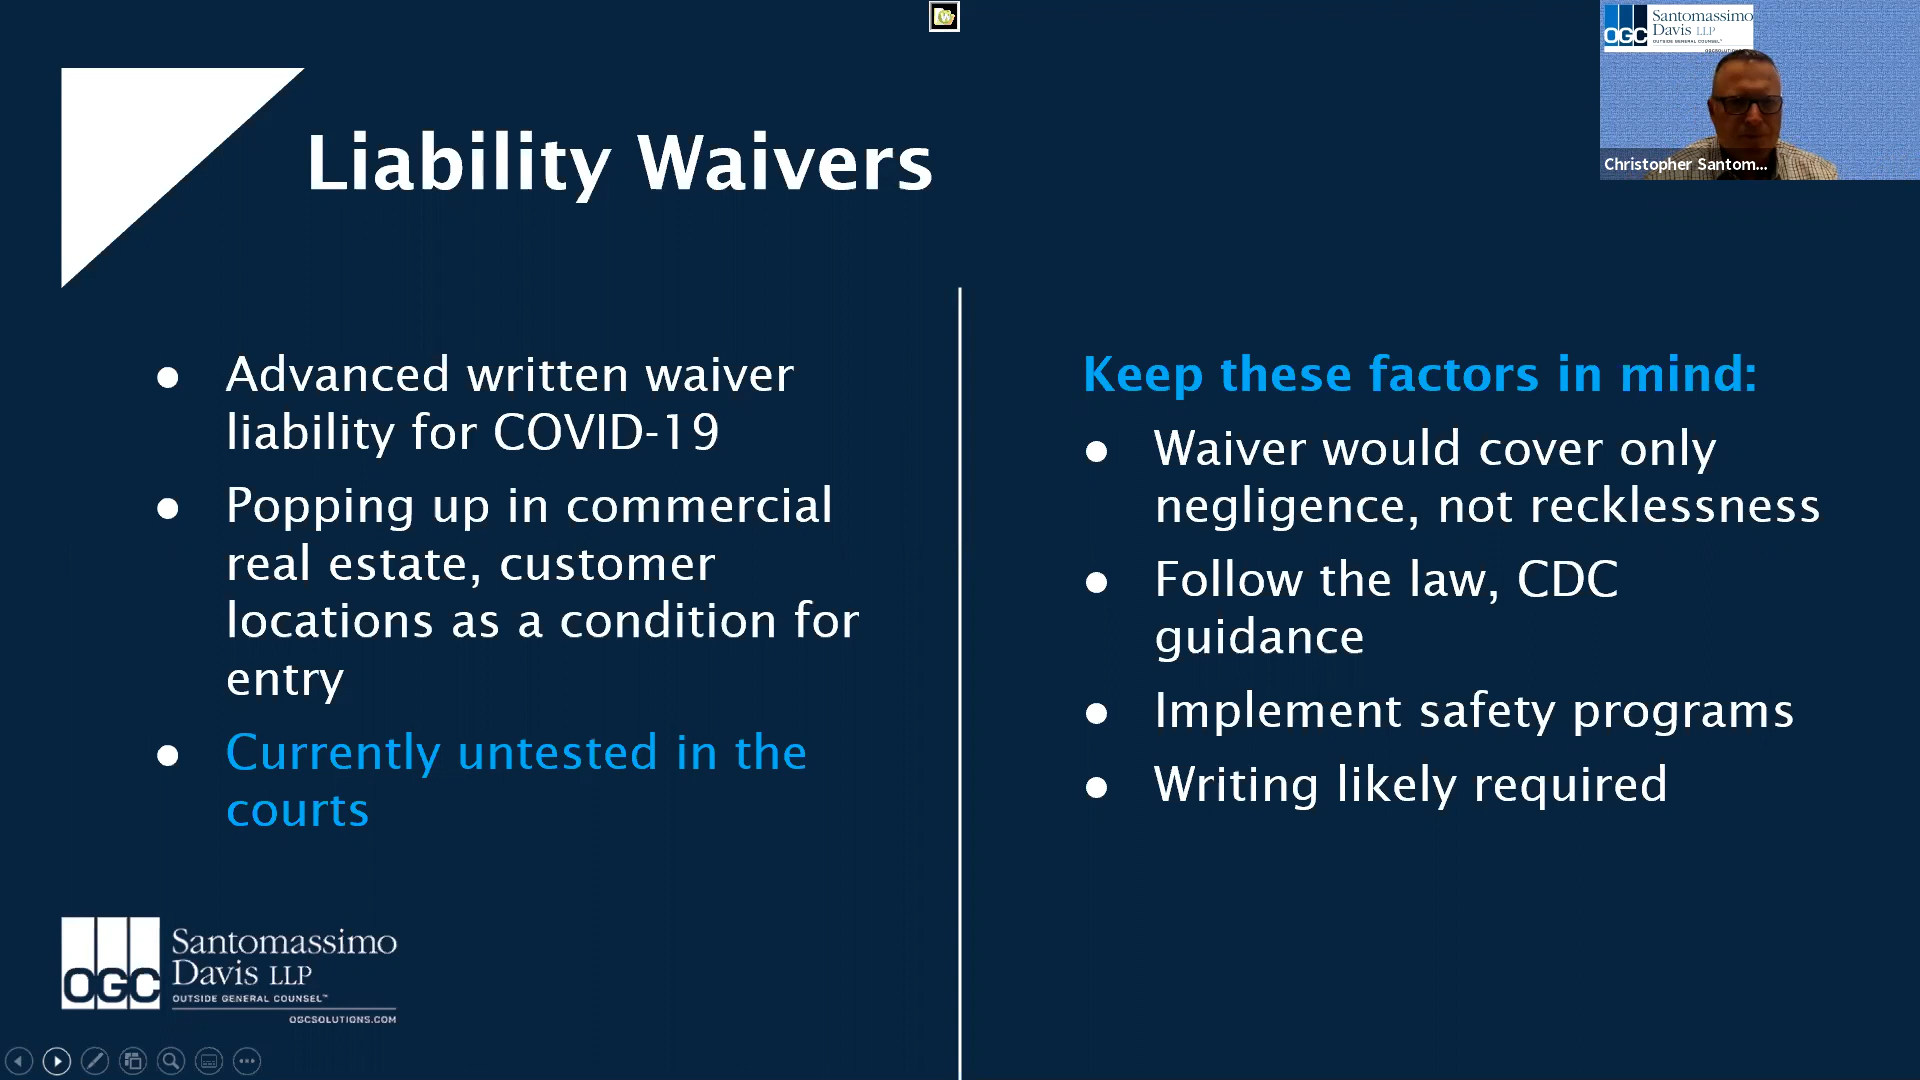 Santomassimo
Davis LLP
OGC
OUTSIDE GENERAL COUNSEL
Christopher Santom...
Liability Waivers
● Advanced written waiver
liability for COVID-19
● Popping up in commercial
real estate, customer
locations as a condition for
entry
● Currently untested in the
courts
Keep these factors in mind:
● Waiver would cover only
negligence, not recklessness
● Follow the law, CDC
guidance
● Implement safety programs
● Writing likely required
Santomassimo
Davis LLP
OGC
OUTSIDE GENERAL COUNSEL™
OGCSOLUTIONS.COM